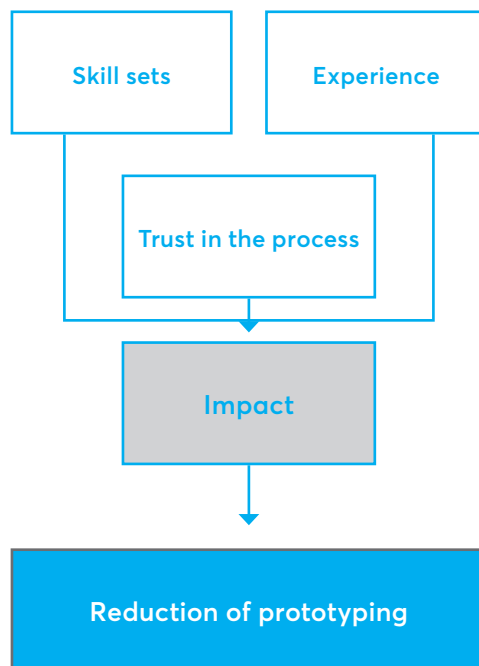 Skill sets
Experience
Trust in the process
Impact
Reduction of prototyping